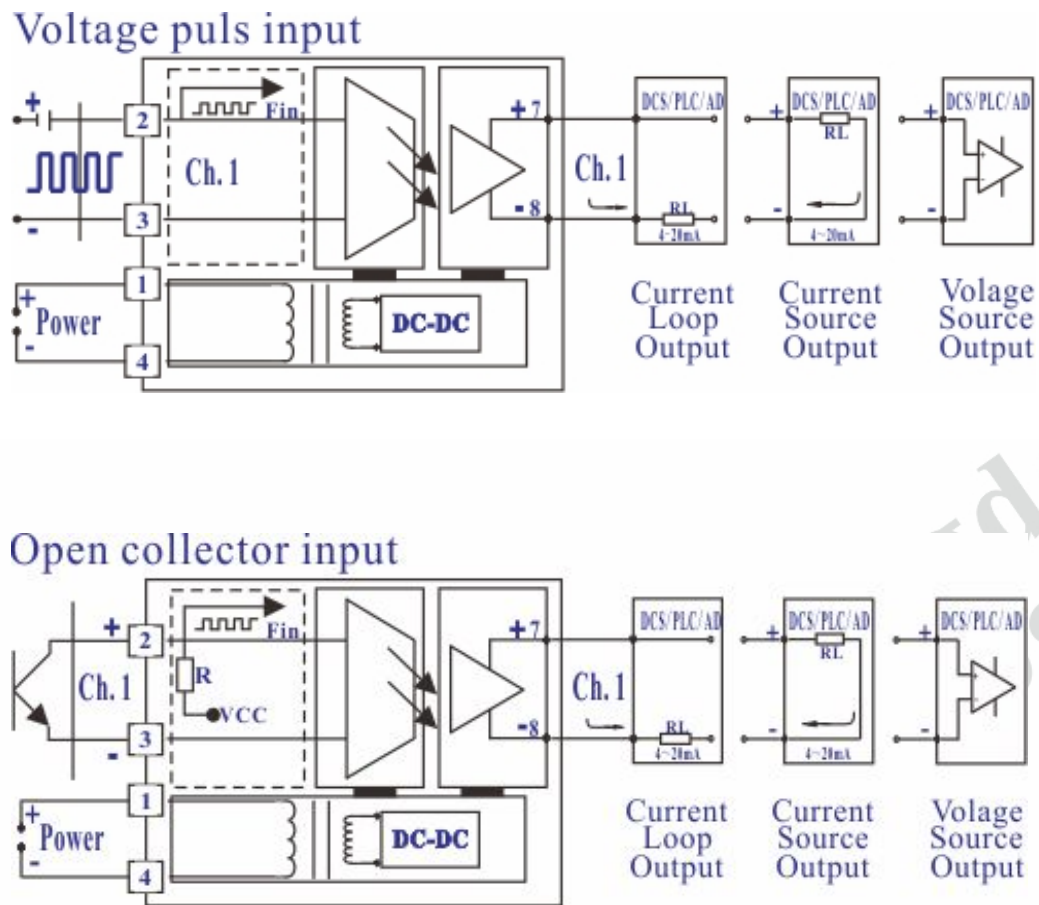 Voltage puls input
+
2
Fin
Ch. 1
3
-
1
+
Power
-
4
DC-DC
+ 7
- 8
Ch. 1
DCS/PLC/AD
RL
4~20mA
Current
Loop
Output
+
DCS/PLC/AD
RL
-
4~20mA
Current
Source
Output
+
DCS/PLC/AD
+
-
-
Volage
Source
Output
Open collector input
+
2
Fin
Ch. 1
R
VCC
3
-
1
+
Power
-
4
DC-DC
+ 7
-8
Ch. 1
DCS/PLC/AD
RL
4~20mA
Current
Loop
Output
+
DCS/PLC/AD
RL
-
4~20mA
Current
Source
Output
+
DCS/PLC/AD
+
-
-
Volage
Source
Output